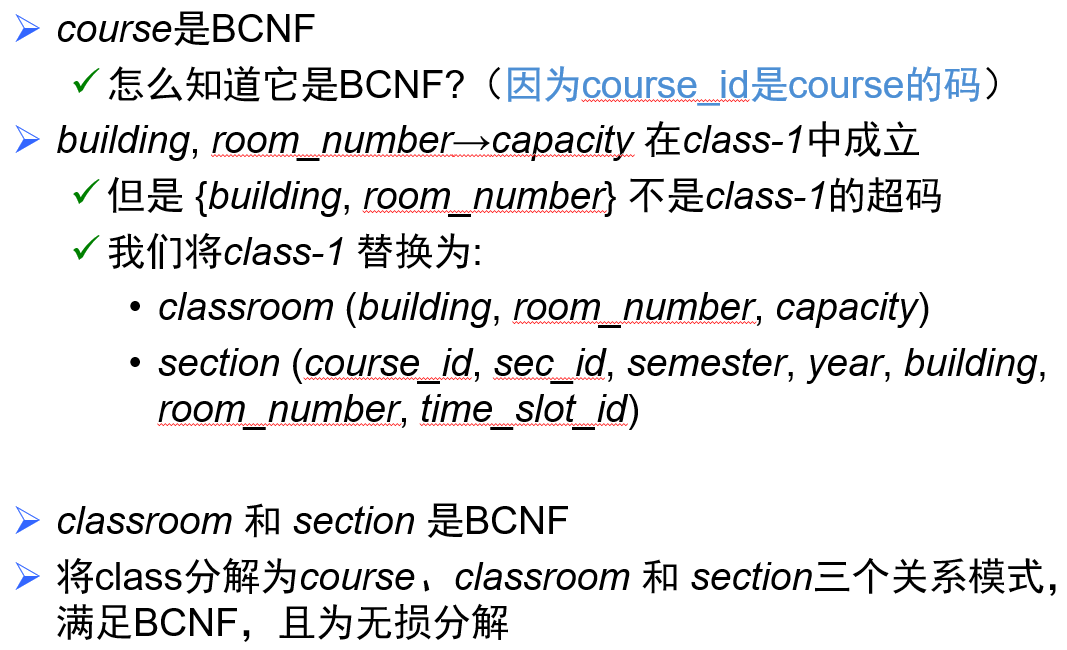 course是BCNF
怎么知道它是BCNF?（因为course_id是course的码）
building, room_number→capacity 在class-1中成立
但是 {building, room_number} 不是class-1的超码
我们将class-1 替换为:
• classroom (building, room_number, capacity)
• section (course_id, sec_id, semester, year, building,
room_number, time_slot_id)
classroom 和 section 是BCNF
将class分解为course、classroom 和 section三个关系模式，
满足BCNF，且为无损分解